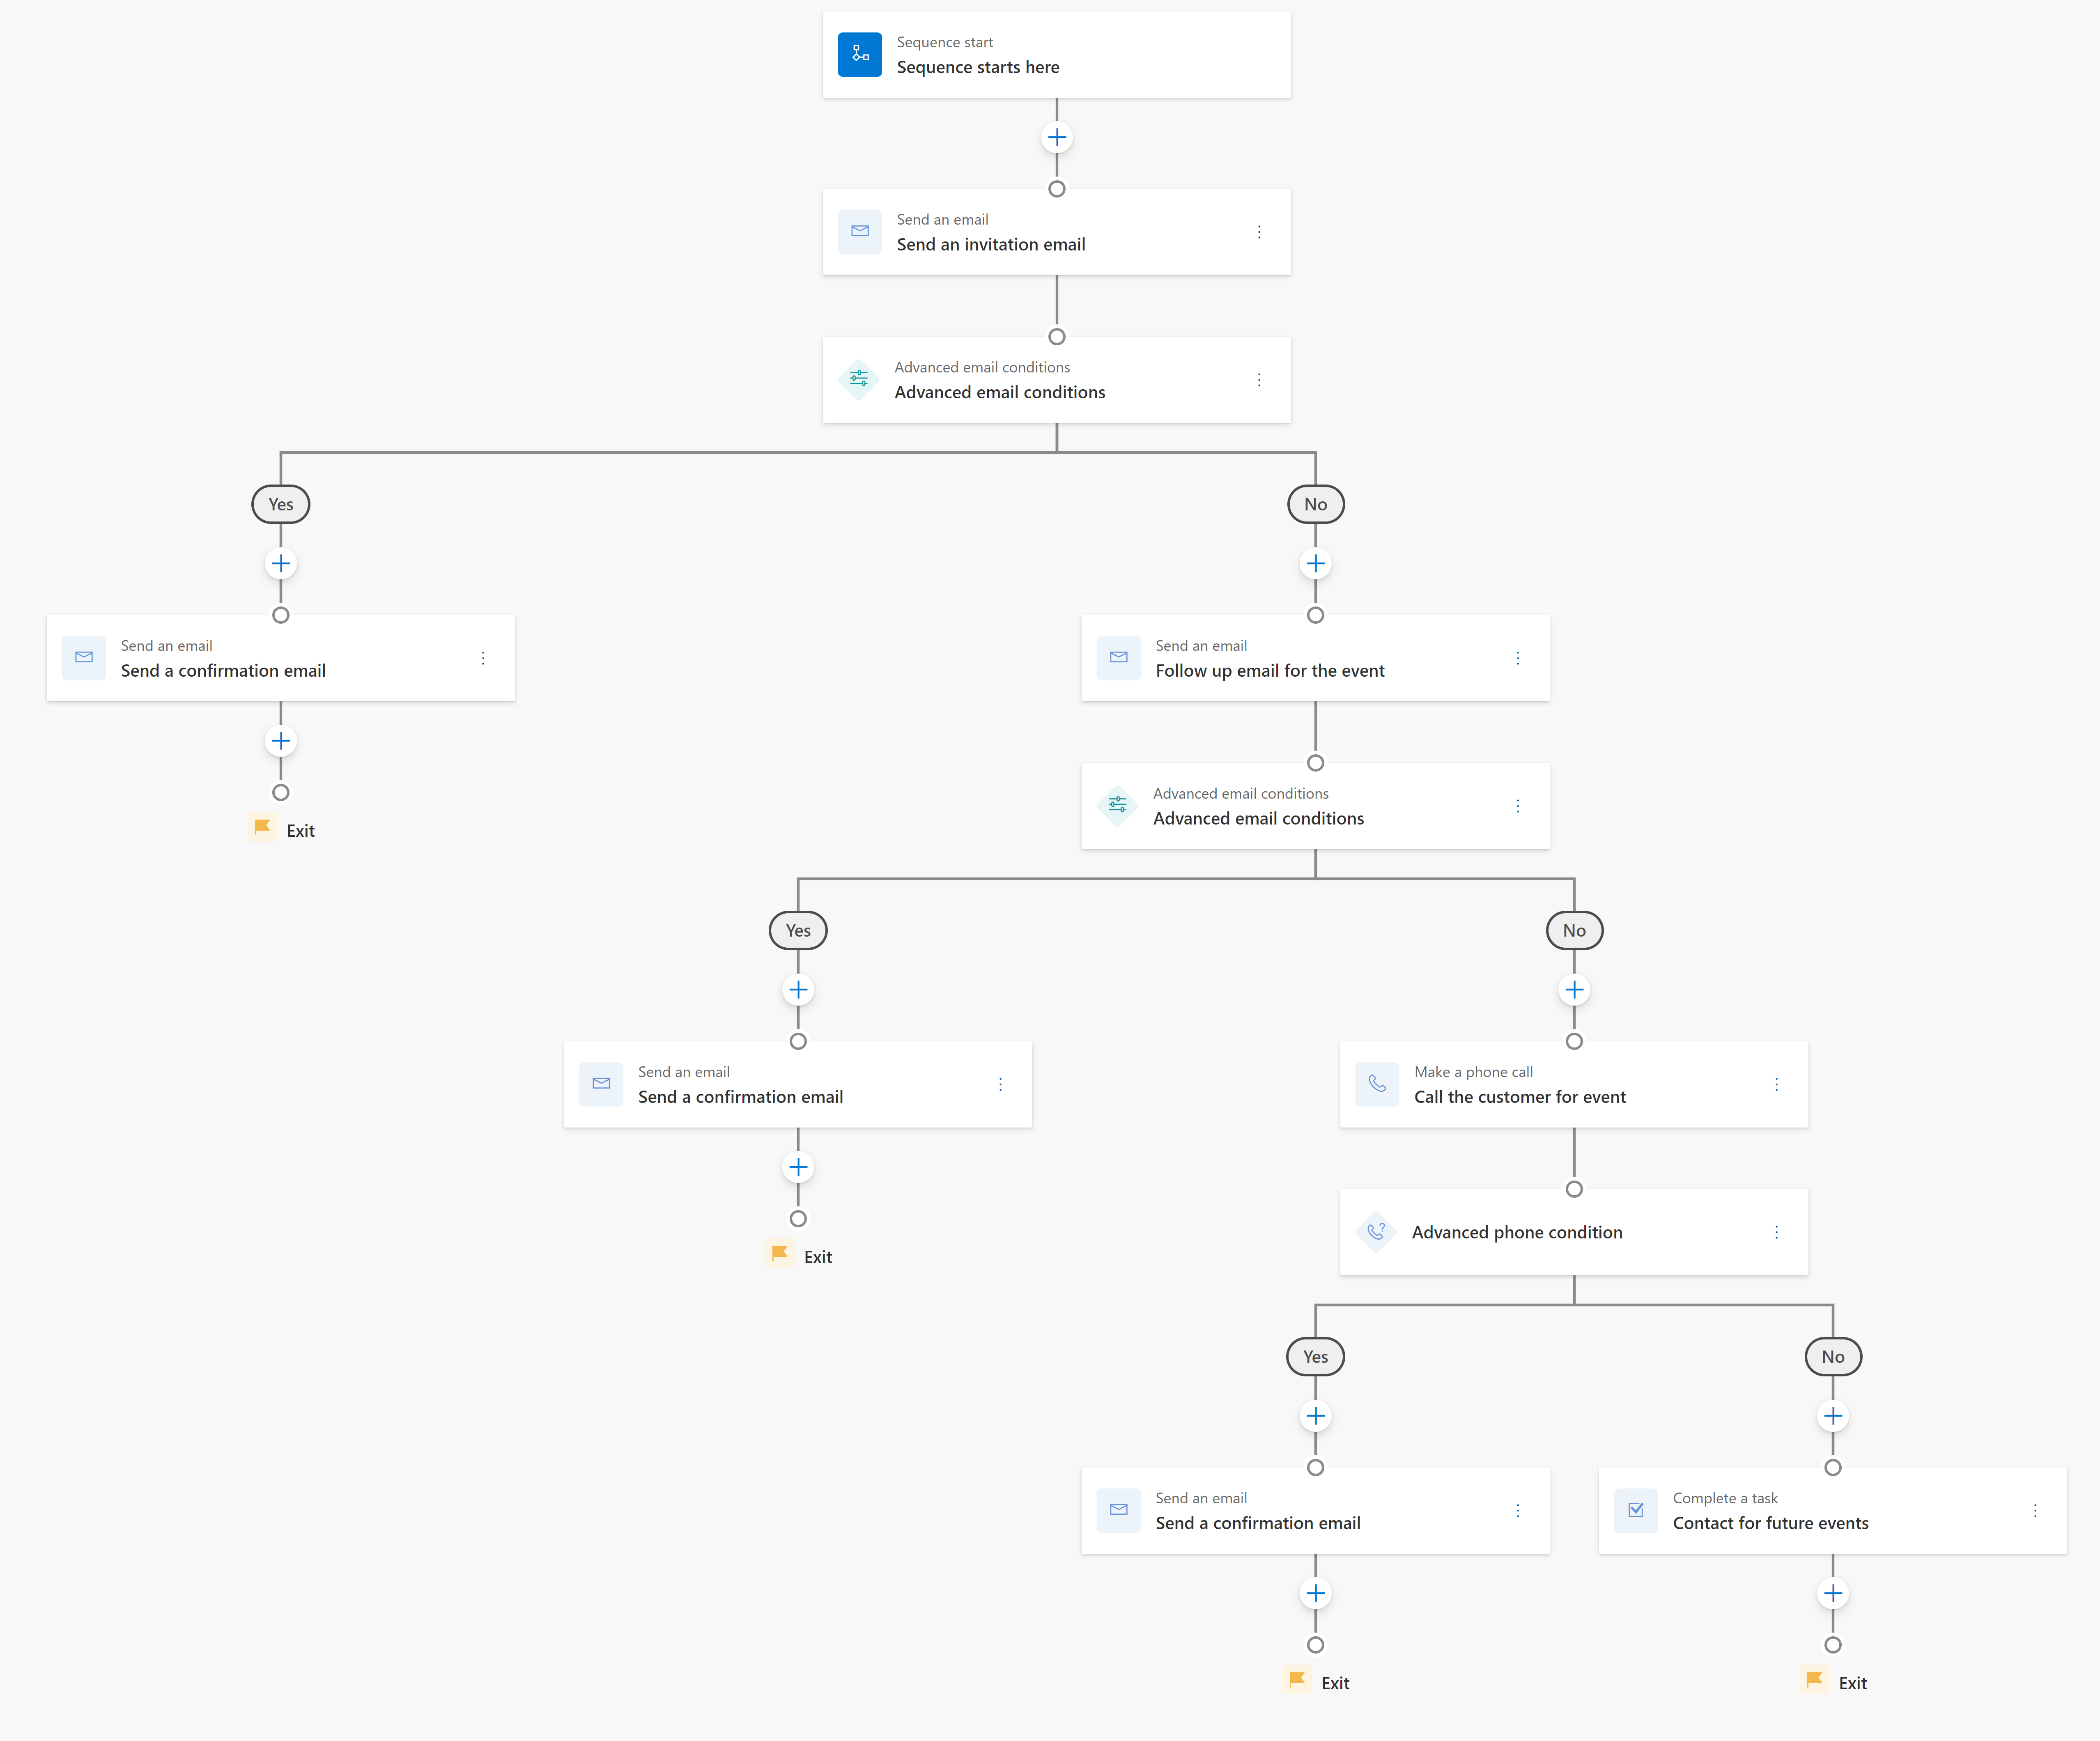 Sequence start
Sequence starts here
Send an email
Send an invitation email
Advanced email conditions
Advanced email conditions
Yes
No
Send an email
Send a confirmation email
Send an email
Follow up email for the event
Exit
Advanced email conditions
Advanced email conditions
Yes
No
Send an email
Send a confirmation email
Make a phone call
Call the customer for event
Exit
Advanced phone condition
Yes
No
Send an email
Send a confirmation email
Complete a task
Contact for future events
Exit
Exit